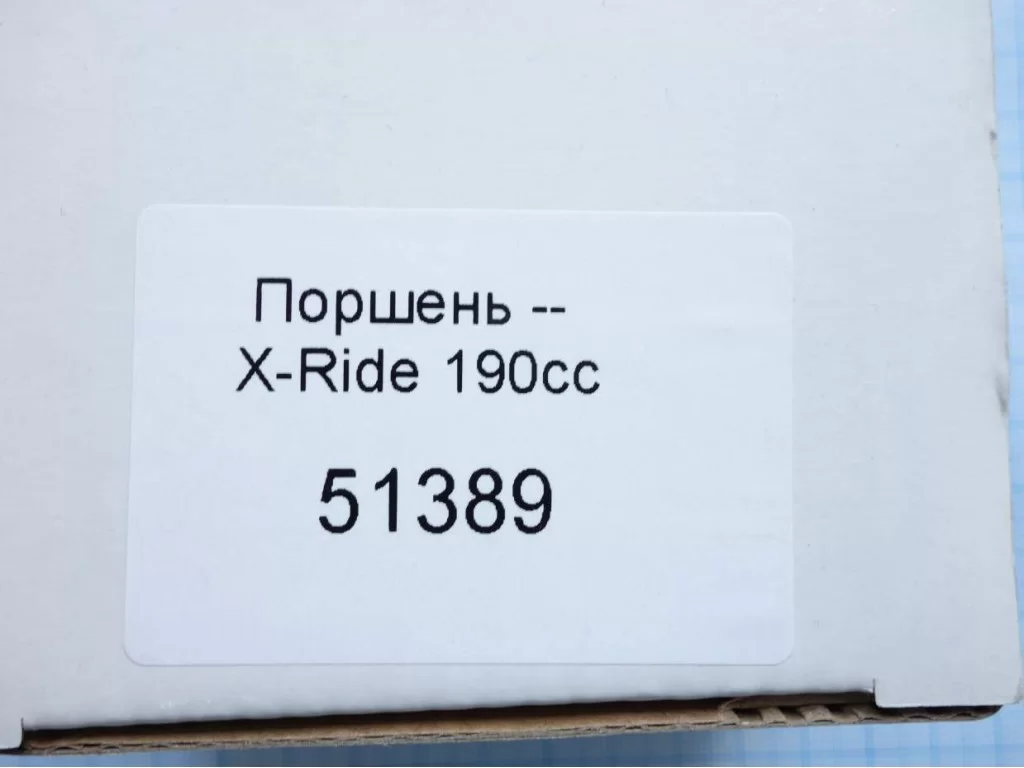 Поршень --
X-Ride 190cc
51389